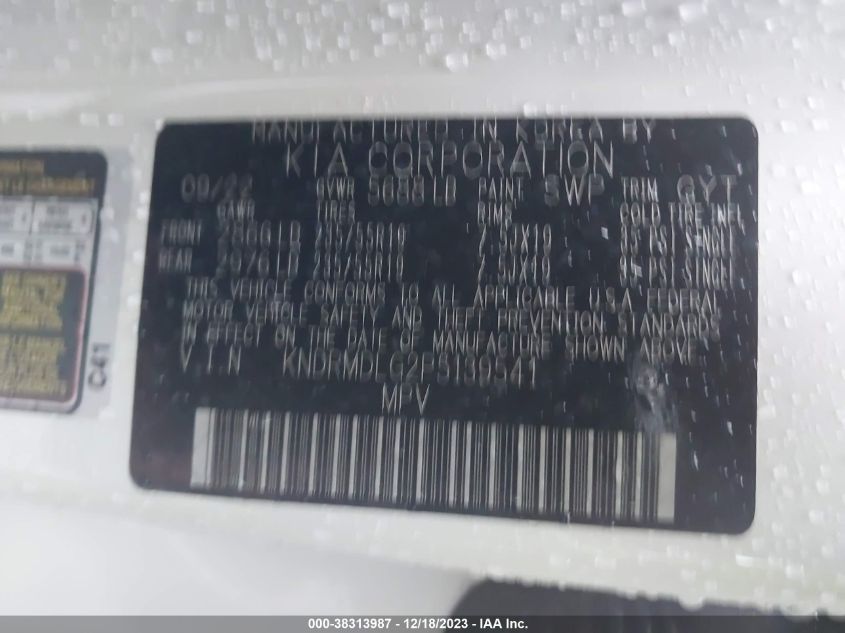 MANUFACTURED IN KOREA BY
KIA CORPORATION
09/22 GVWR 5688LB PAINT SWP TRIM GYT
GAWR TIRES RIMS COLD TIRE INFL
FRONT 235/55R19 7.5JX19 35 PSI SINGLE
REAR 2976LB 235/55R19 7.5JX19 35 PSI SINGLE
THIS VEHICLE CONFORMS TO ALL APPLICABLE U.S.A FEDERAL
MOTOR VEHICLE SAFETY AND THEFT PREVENTION STANDARDS
IN EFFECT ON THE DATE OF MANUFACTURE SHOWN ABOVE.
V I N KNDRMDLG2P5139541
MPV
C41
000-38313987 - 12/18/2023 - IAA Inc.